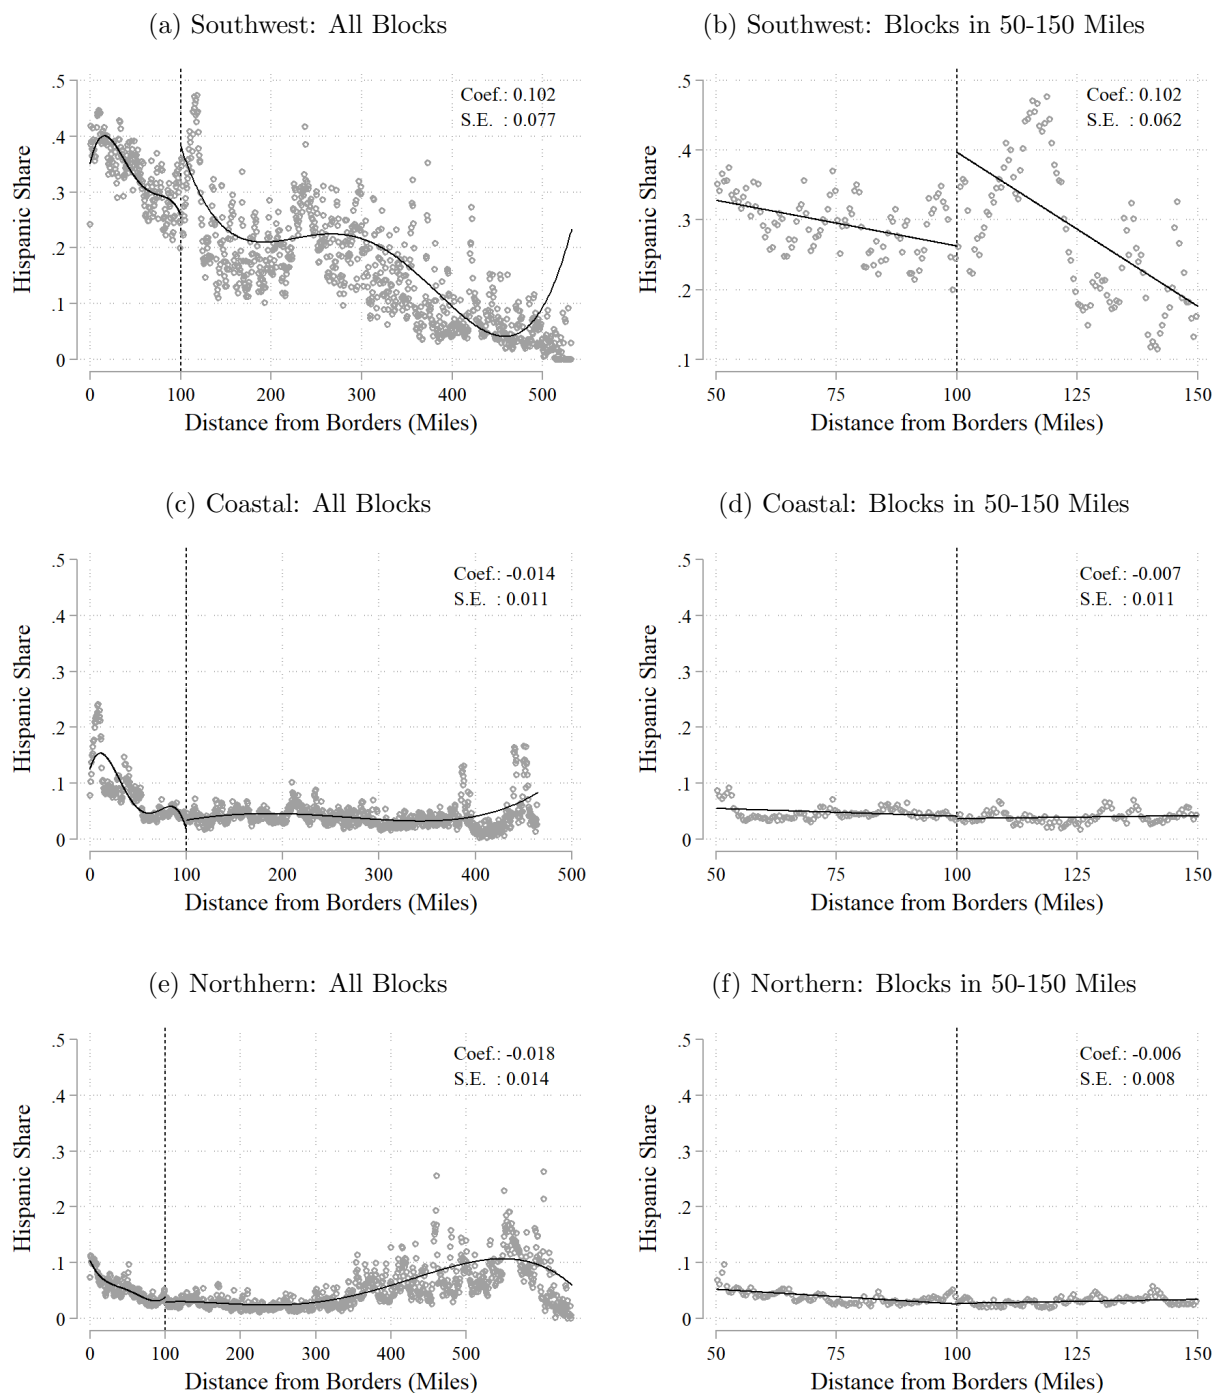 (a) Southwest: All Blocks
.5
.4
.3
.2
.1
0
Hispanic Share
Coef.: 0.102
S.E. : 0.077
0 100 200 300 400 500
Distance from Borders (Miles)
(b) Southwest: Blocks in 50-150 Miles
.5
.4
.3
.2
.1
Hispanic Share
Coef.: 0.102
S.E. : 0.062
50 75 100 125 150
Distance from Borders (Miles)
(c) Coastal: All Blocks
.5
.4
.3
.2
.1
0
Hispanic Share
Coef.: -0.014
S.E. : 0.011
0 100 200 300 400 500
Distance from Borders (Miles)
(d) Coastal: Blocks in 50-150 Miles
.5
.4
.3
.2
.1
0
Hispanic Share
Coef.: -0.007
S.E. : 0.011
50 75 100 125 150
Distance from Borders (Miles)
(e) Northhern: All Blocks
.5
.4
.3
.2
.1
0
Hispanic Share
Coef.: -0.018
S.E. : 0.014
0 100 200 300 400 500
Distance from Borders (Miles)
(f) Northern: Blocks in 50-150 Miles
.5
.4
.3
.2
.1
0
Hispanic Share
Coef.: -0.006
S.E. : 0.008
50 75 100 125 150
Distance from Borders (Miles)